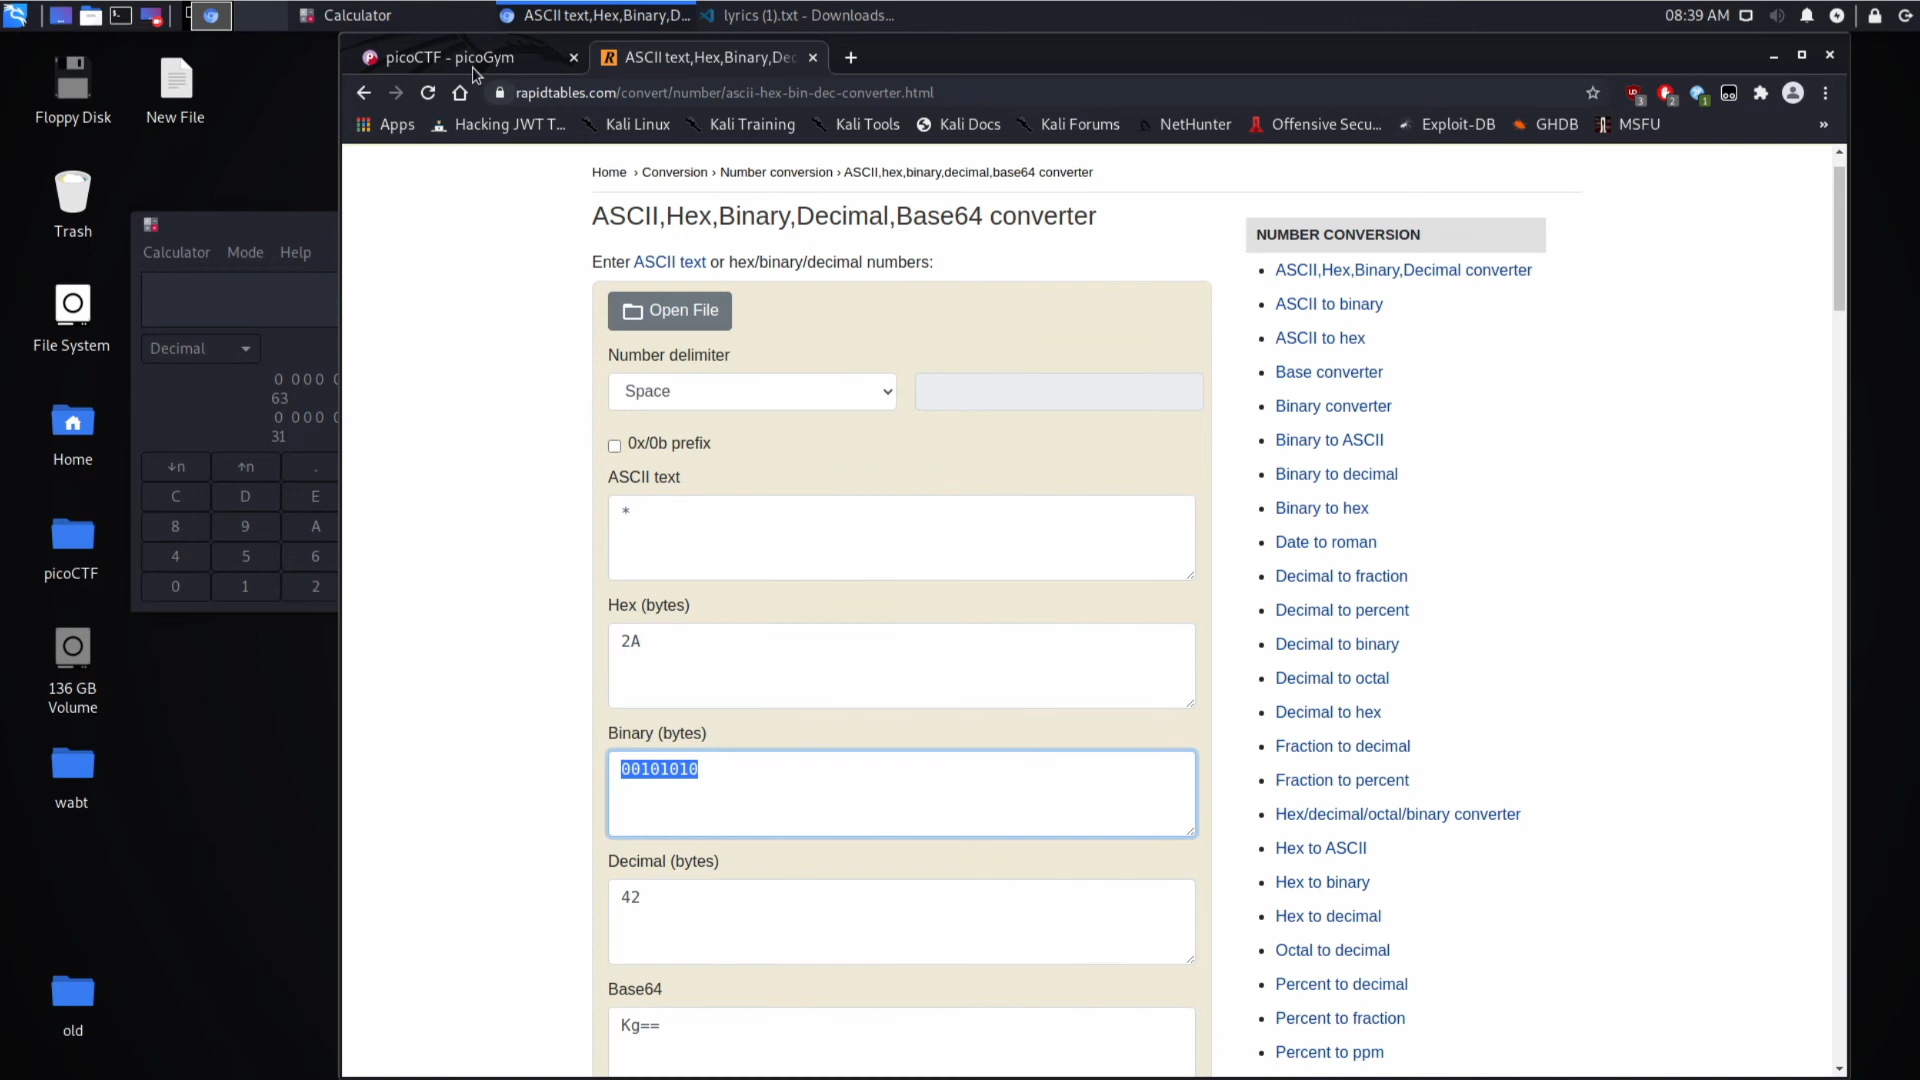 Calculator
ASCII text,Hex,Binary,D...
lyrics (1).txt - Downloads...
08:39 AM
picoCTF - picoGym
ASCII text,Hex,Binary,Dec
rapidtables.com/convert/number/ascii-hex-bin-dec-converter.html
3
2
1
Apps
Hacking JWT T...
Kali Linux
Kali Training
Kali Tools
Kali Docs
Kali Forums
NetHunter
Offensive Secu...
Exploit-DB
GHDB
MSFU
»
Floppy Disk
New File
Trash
File System
Home
picoCTF
136 GB
Volume
wabt
old
Calculator Mode Help
Decimal
0 000 0
63
0 000 0
31
↓n ↑n .
C D E
8 9 A
4 5 6
0 1 2
Home › Conversion › Number conversion › ASCII,hex,binary,decimal,base64 converter
ASCII,Hex,Binary,Decimal,Base64 converter
Enter ASCII text or hex/binary/decimal numbers:
Open File
Number delimiter
Space
0x/0b prefix
ASCII text
*
Hex (bytes)
2A
Binary (bytes)
00101010
Decimal (bytes)
42
Base64
Kg==
NUMBER CONVERSION
ASCII,Hex,Binary,Decimal converter
ASCII to binary
ASCII to hex
Base converter
Binary converter
Binary to ASCII
Binary to decimal
Binary to hex
Date to roman
Decimal to fraction
Decimal to percent
Decimal to binary
Decimal to octal
Decimal to hex
Fraction to decimal
Fraction to percent
Hex/decimal/octal/binary converter
Hex to ASCII
Hex to binary
Hex to decimal
Octal to decimal
Percent to decimal
Percent to fraction
Percent to ppm